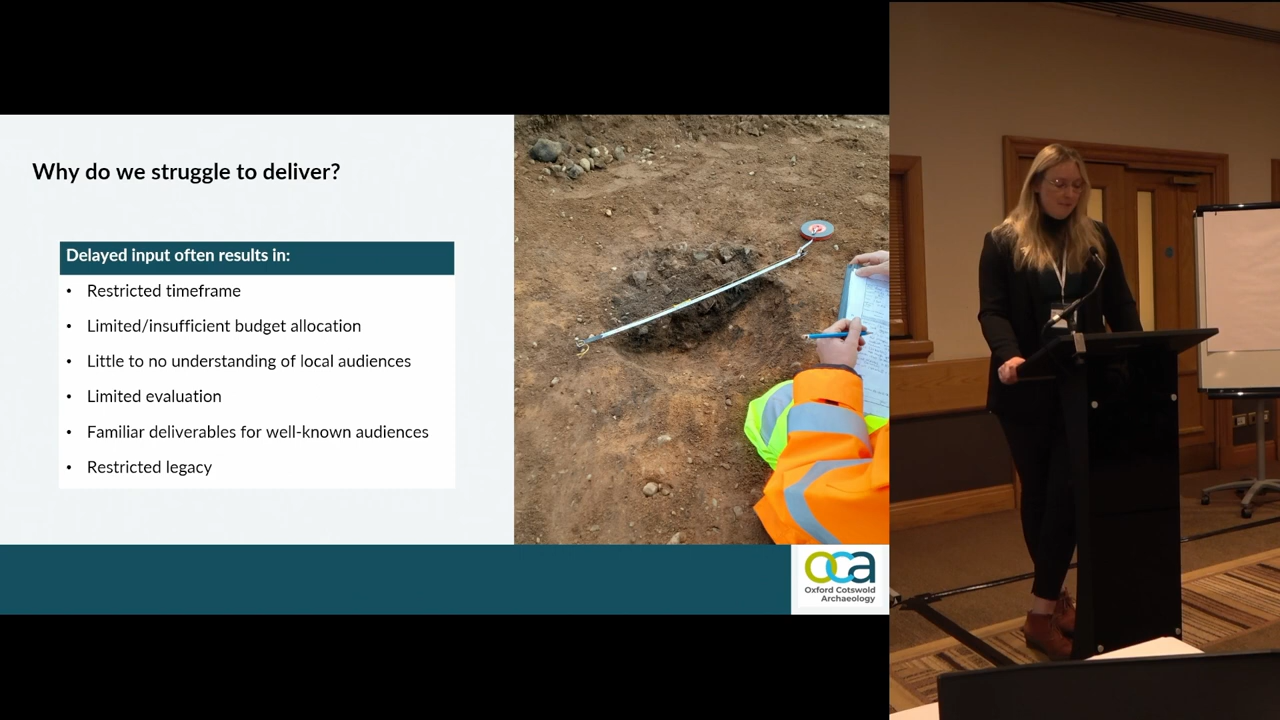 Why do we struggle to deliver?
Delayed input often results in:
• Restricted timeframe
• Limited/insufficient budget allocation
• Little to no understanding of local audiences
• Limited evaluation
• Familiar deliverables for well-known audiences
• Restricted legacy
oca
Oxford Cotswold
Archaeology